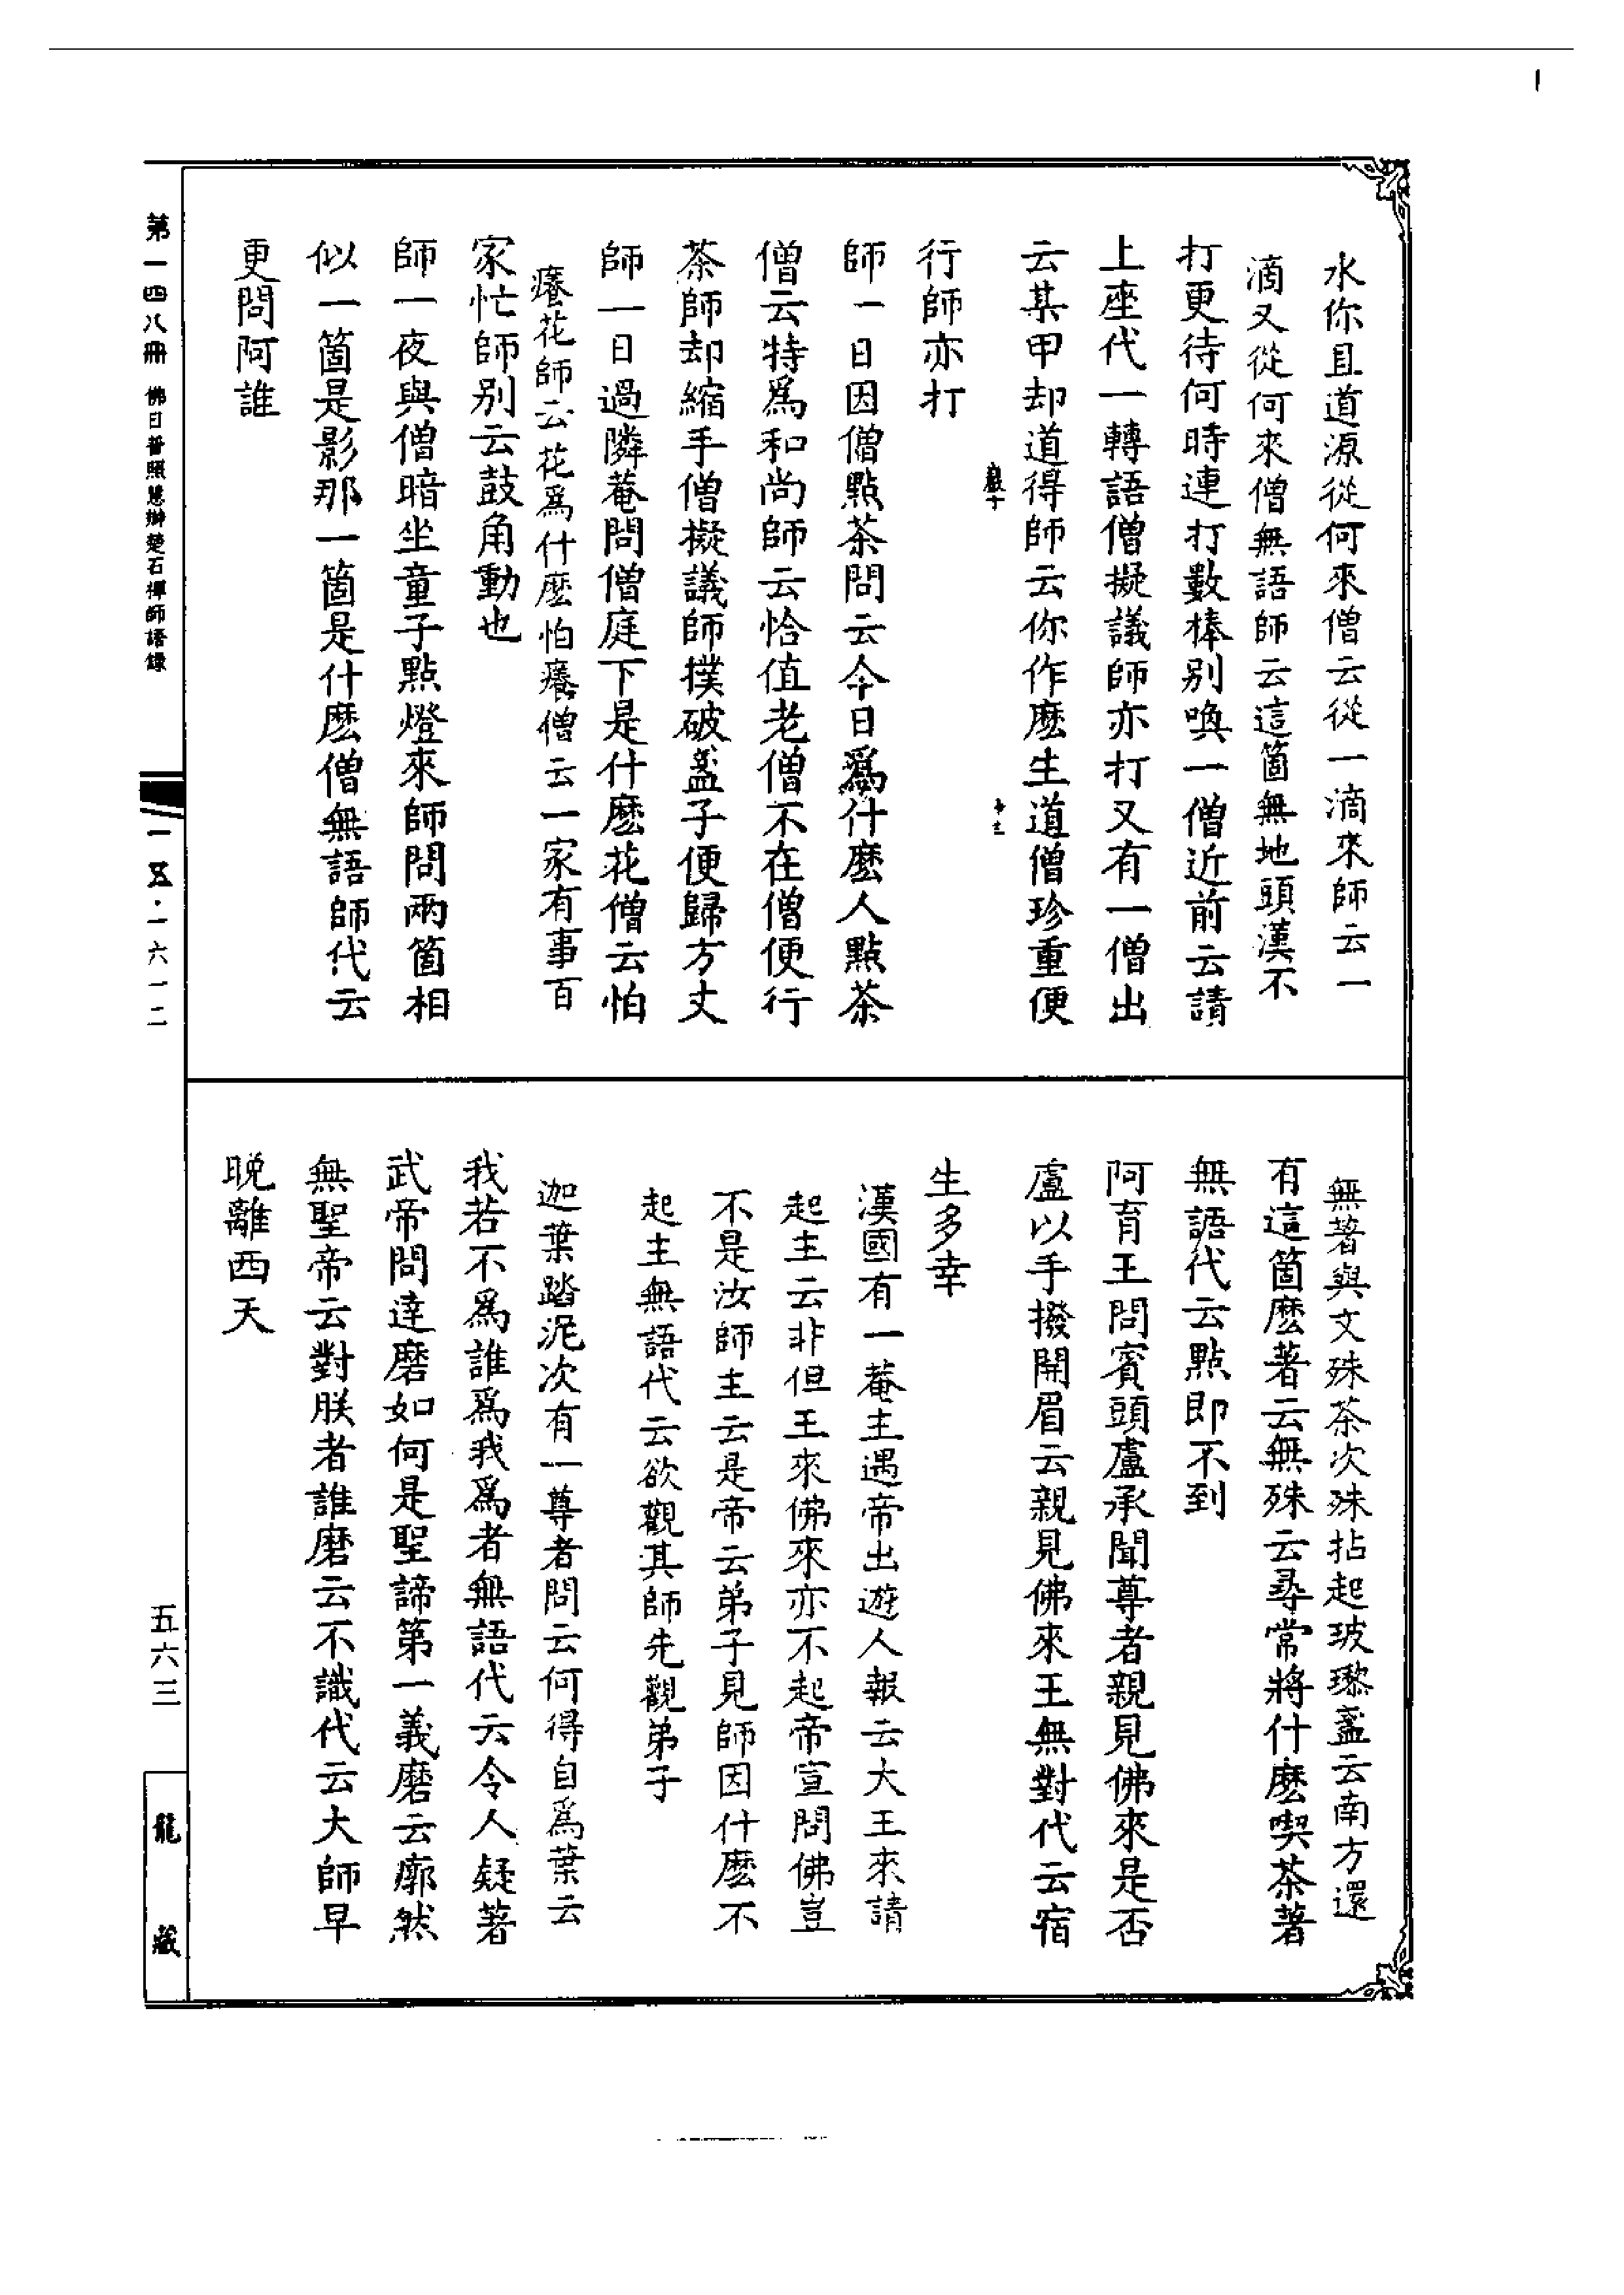 水你且道源從何來僧云從一滴來師云一
滴又從何來僧無語師云這箇無地頭漢不
打更待何時連打數棒別喚一僧近前云請
上座代一轉語僧擬議師亦打又有一僧出
云某甲却道得師云你作麽生道僧珍重便
行師亦打
師一日因僧點茶問云今日爲什麽人點茶
僧云特爲和尚師云恰值老僧不在僧便行
茶師却縮手僧擬議師撲破盞子便歸方丈
師一日過隣菴問僧庭下是什麽花僧云怕
癢花師云花爲什麽怕癢僧云一家有事百
家忙師別云鼓角動也
師一夜與僧暗坐童子點燈來師問兩箇相
似一箇是影那一箇是什麽僧無語師代云
更問阿誰
無著與文殊茶次殊拈起玻瓈盞云南方還
有這箇麽著云無殊云尋常將什麽喫茶著
無語代云點即不到
阿育王問賓頭盧承聞尊者親見佛來是否
盧以手撥開眉云親見佛來王無對代云宿
生多幸
漢國有一菴主遇帝出遊人報云大王來請
起主云非但王來佛來亦不起帝宣問佛豈
不是汝師主云是帝云弟子見師因什麽不
起主無語代云欲觀其師先觀弟子
迦葉踏泥次有一尊者問云何得自爲葉云
我若不爲誰爲我爲者無語代云令人疑著
武帝問達磨如何是聖諦第一義磨云廓然
無聖帝云對朕者誰磨云不識代云大師早
晚離西天
第一四八冊 佛日普照慧辯楚石禪師語錄
一五·一六一二
五六三
龍藏